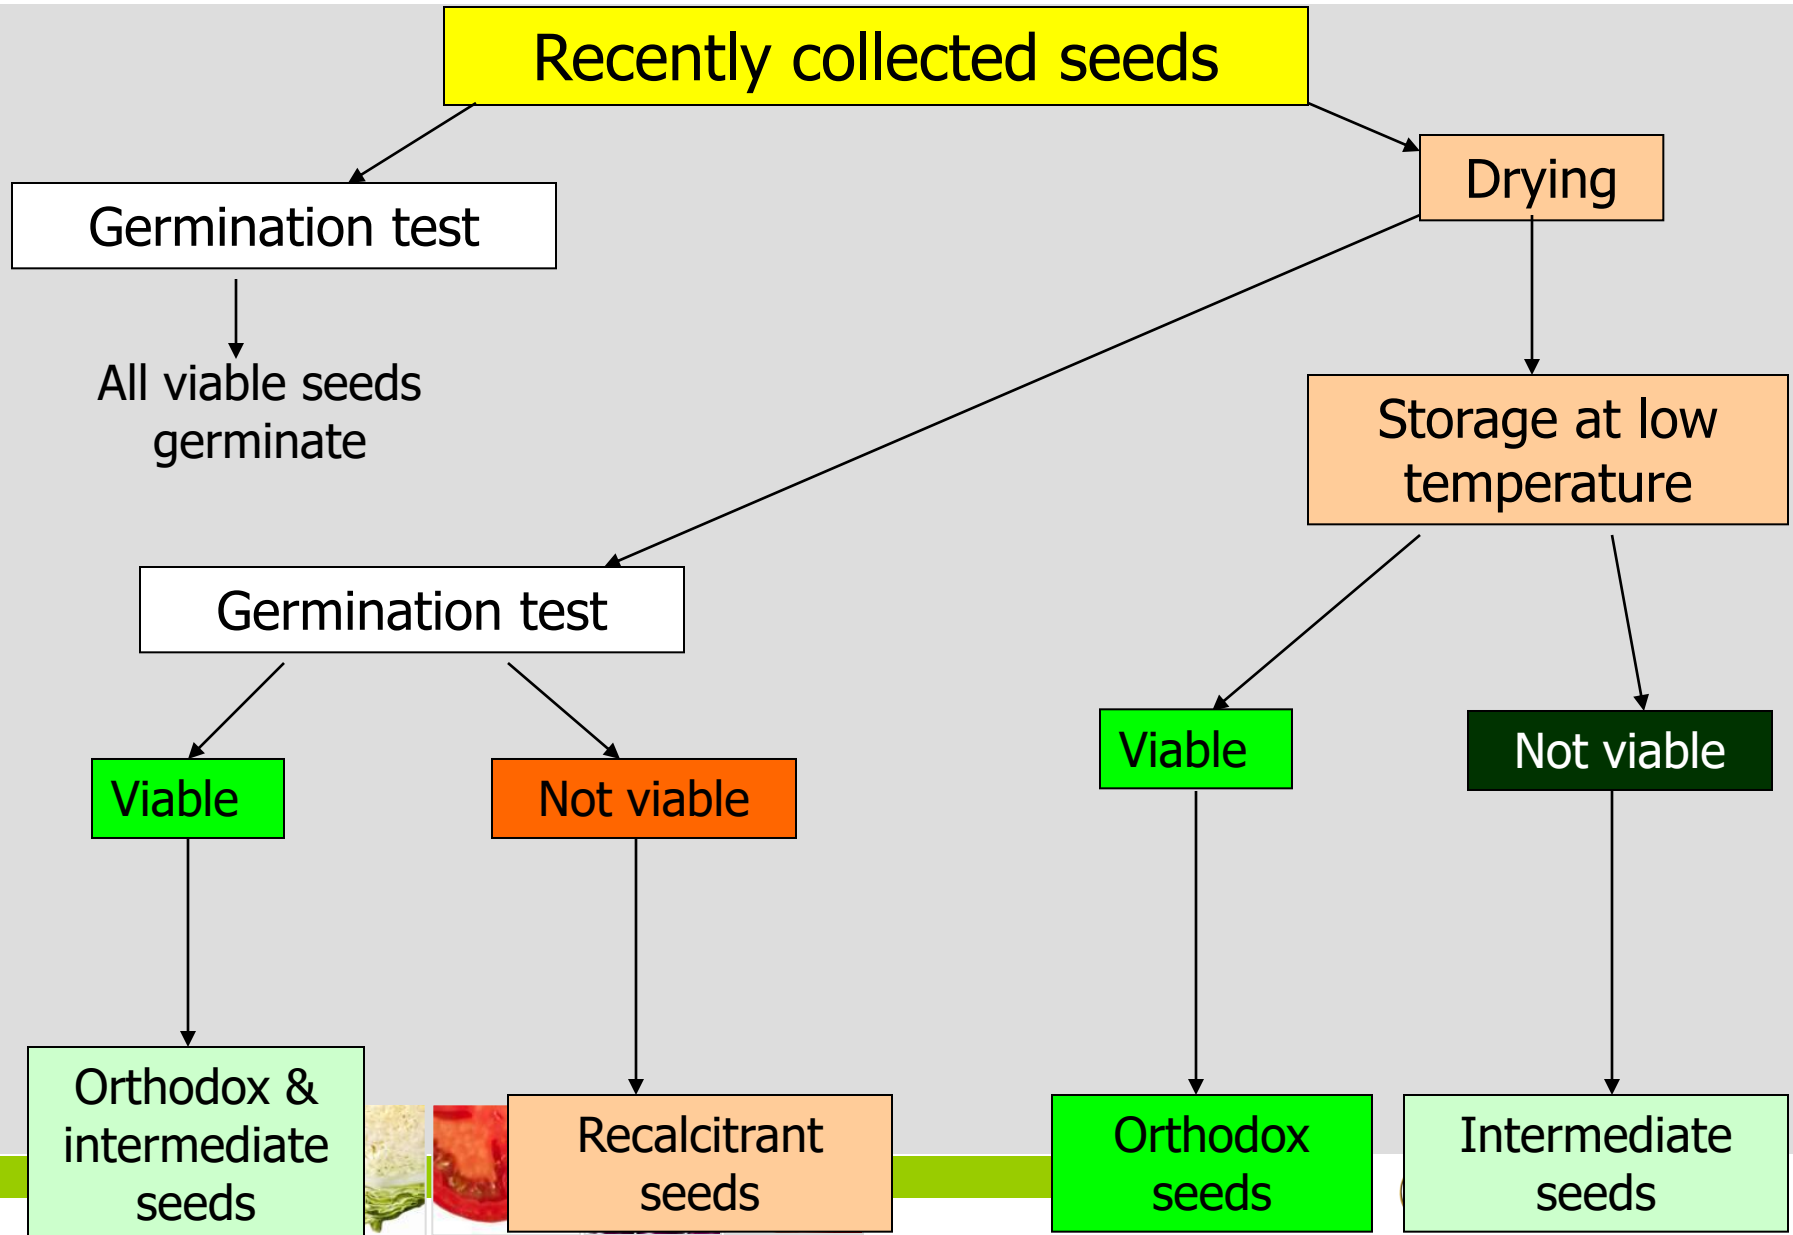 Recently collected seeds
Drying
Germination test
All viable seeds
germinate
Storage at low
temperature
Germination test
Viable
Not viable
Viable
Not viable
Orthodox &
intermediate
seeds
Recalcitrant
seeds
Orthodox
seeds
Intermediate
seeds